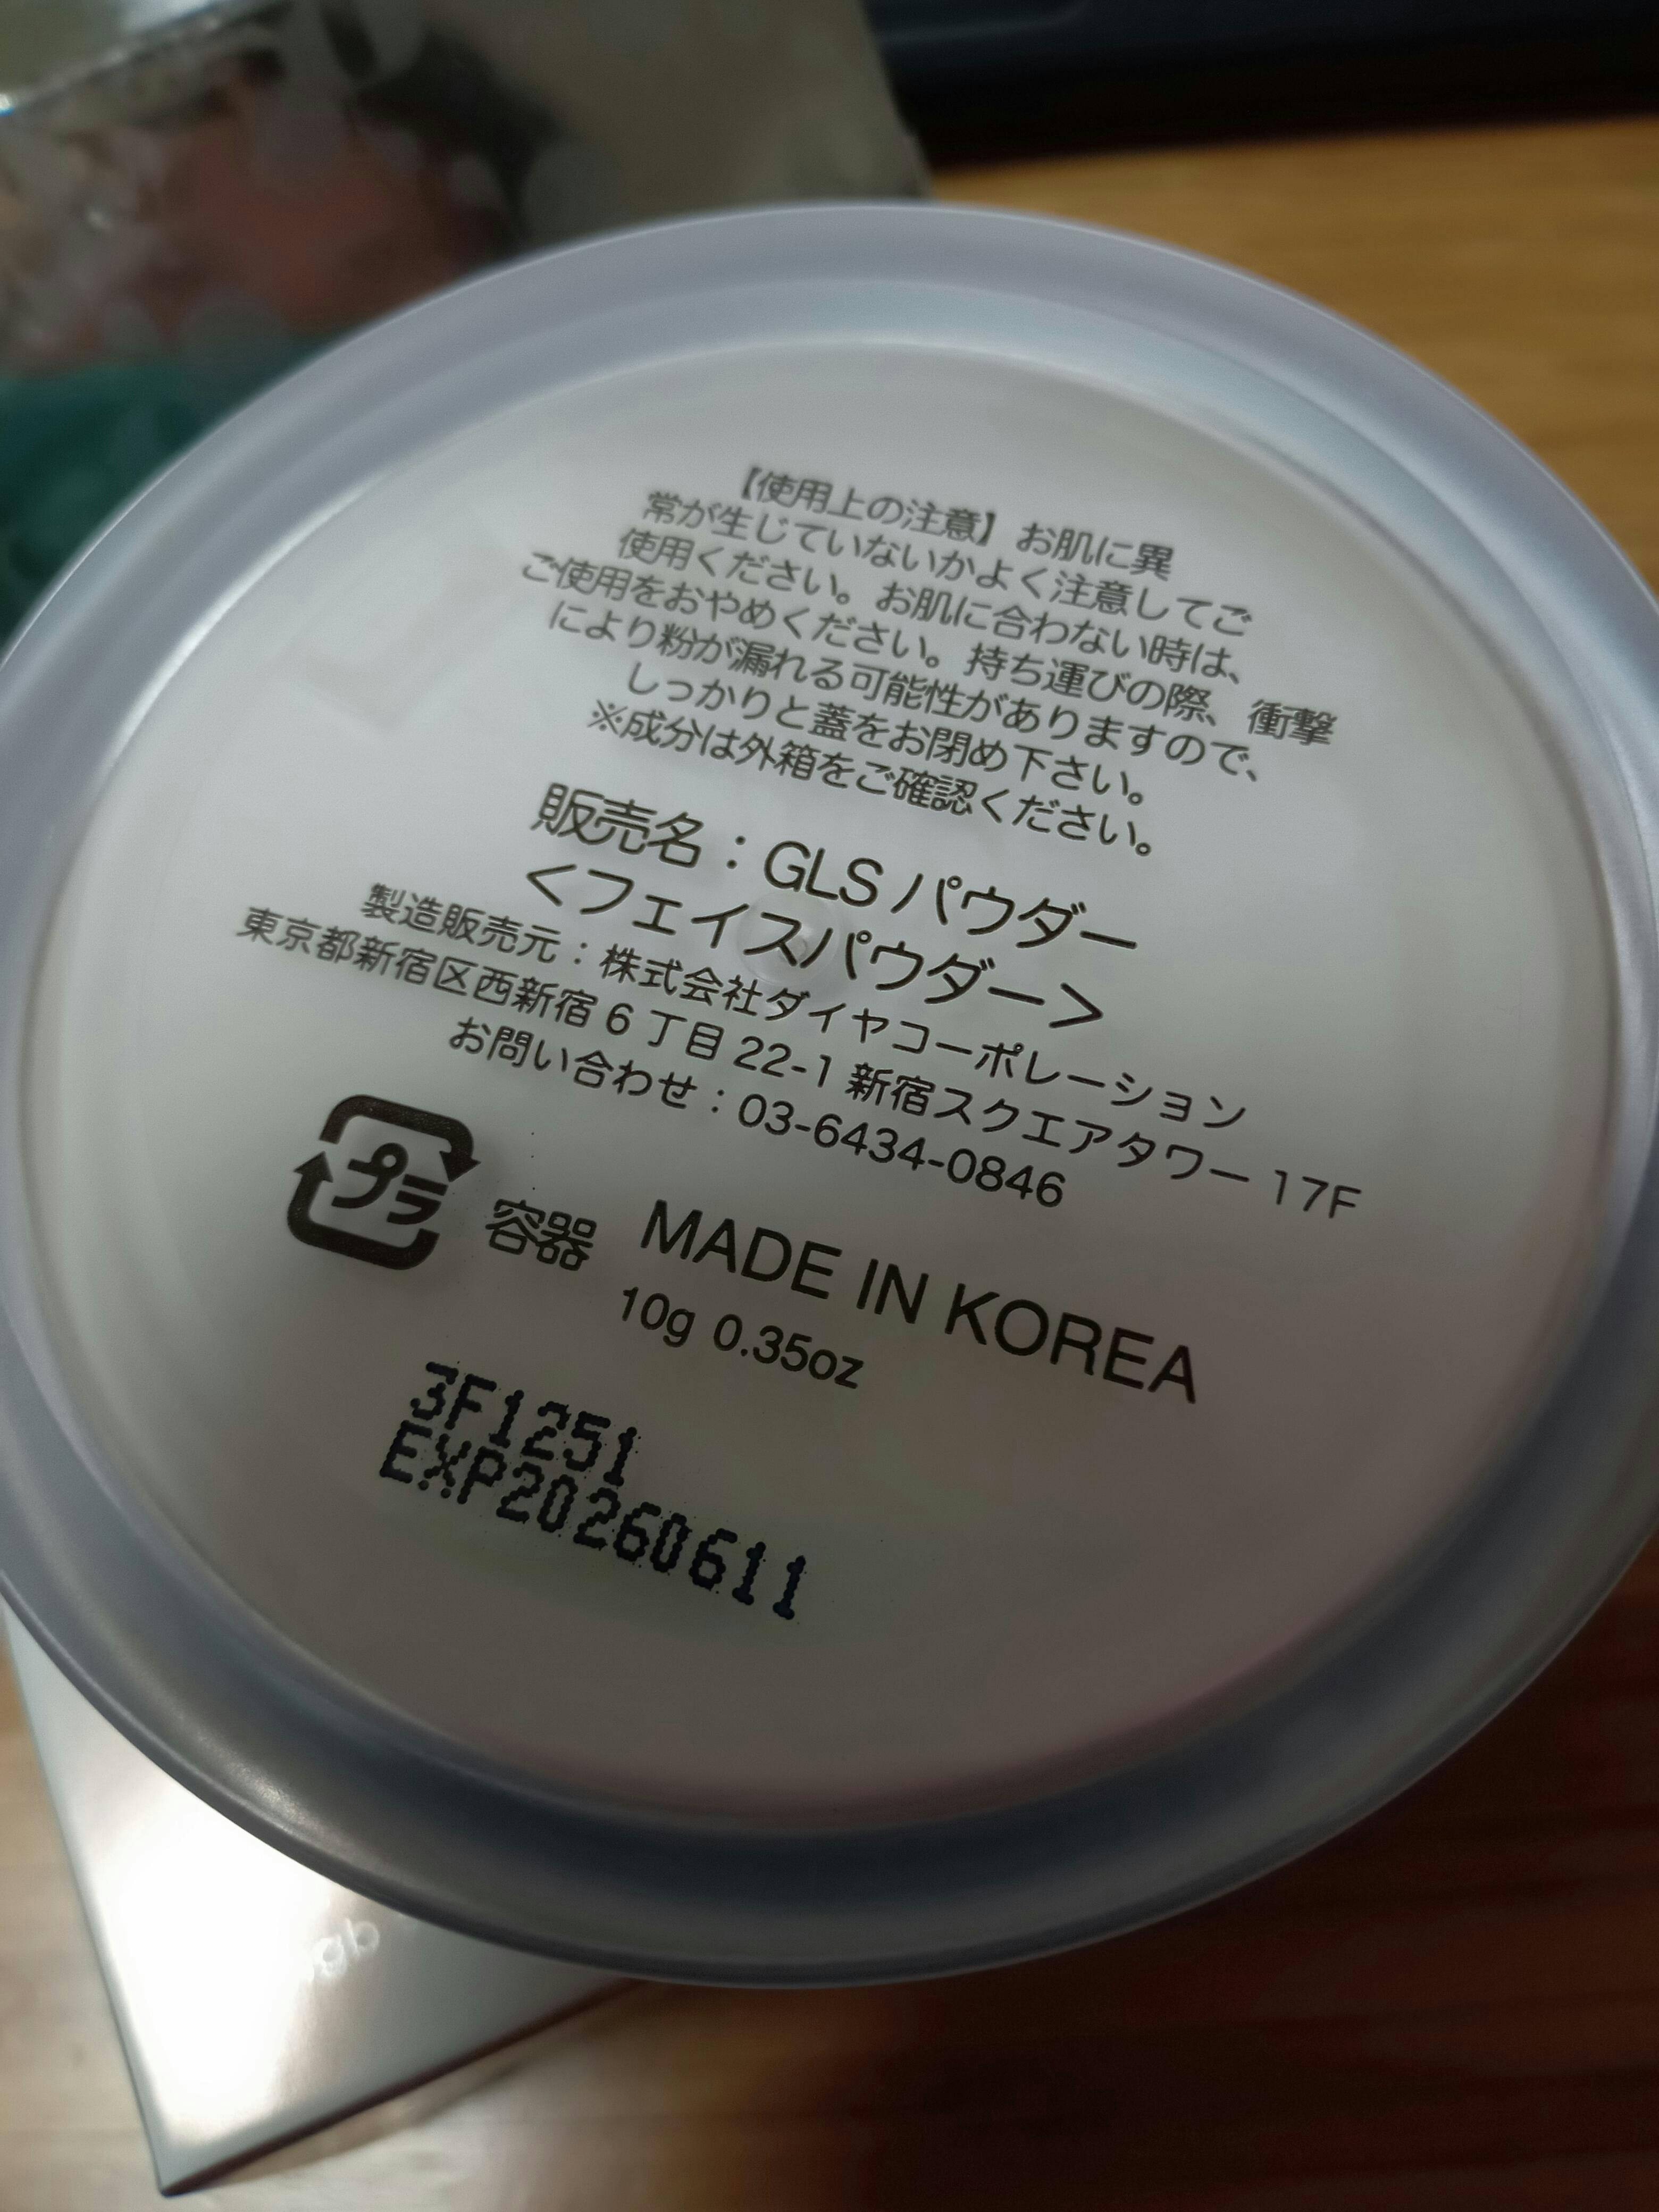 【使用上の注意】お肌に異
常が生じていないかよく注意してご
使用ください。お肌に合わない時は、
ご使用をおやめください。持ち運びの際、衝撃
により粉が漏れる可能性がありますので、
しっかりと蓋をお閉め下さい。
※成分は外箱をご確認ください。
販売名：GLS パウダー
＜フェイスパウダー＞
製造販売元：株式会社ダイヤコーポレーション
東京都新宿区西新宿 6 丁目 22-1 新宿スクエアタワー 17F
お問い合わせ：03-6434-0846
プラ 容器 MADE IN KOREA
10g 0.35oz
3F1251
EXP20260611